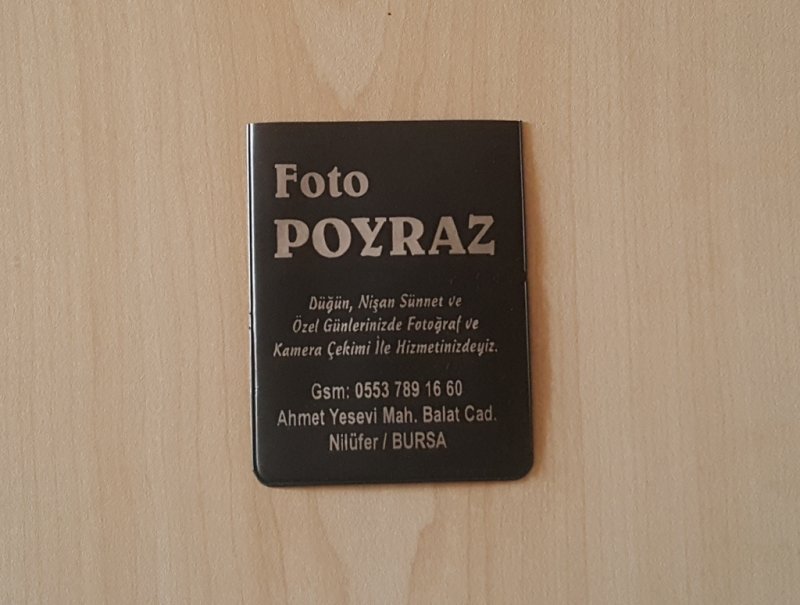 Foto
POYRAZ
Düğün, Nişan Sünnet ve
Özel Günlerinizde Fotoğraf ve
Kamera Çekimi İle Hizmetinizdeyiz.
Gsm: 0553 789 16 60
Ahmet Yesevi Mah. Balat Cad.
Nilüfer / BURSA